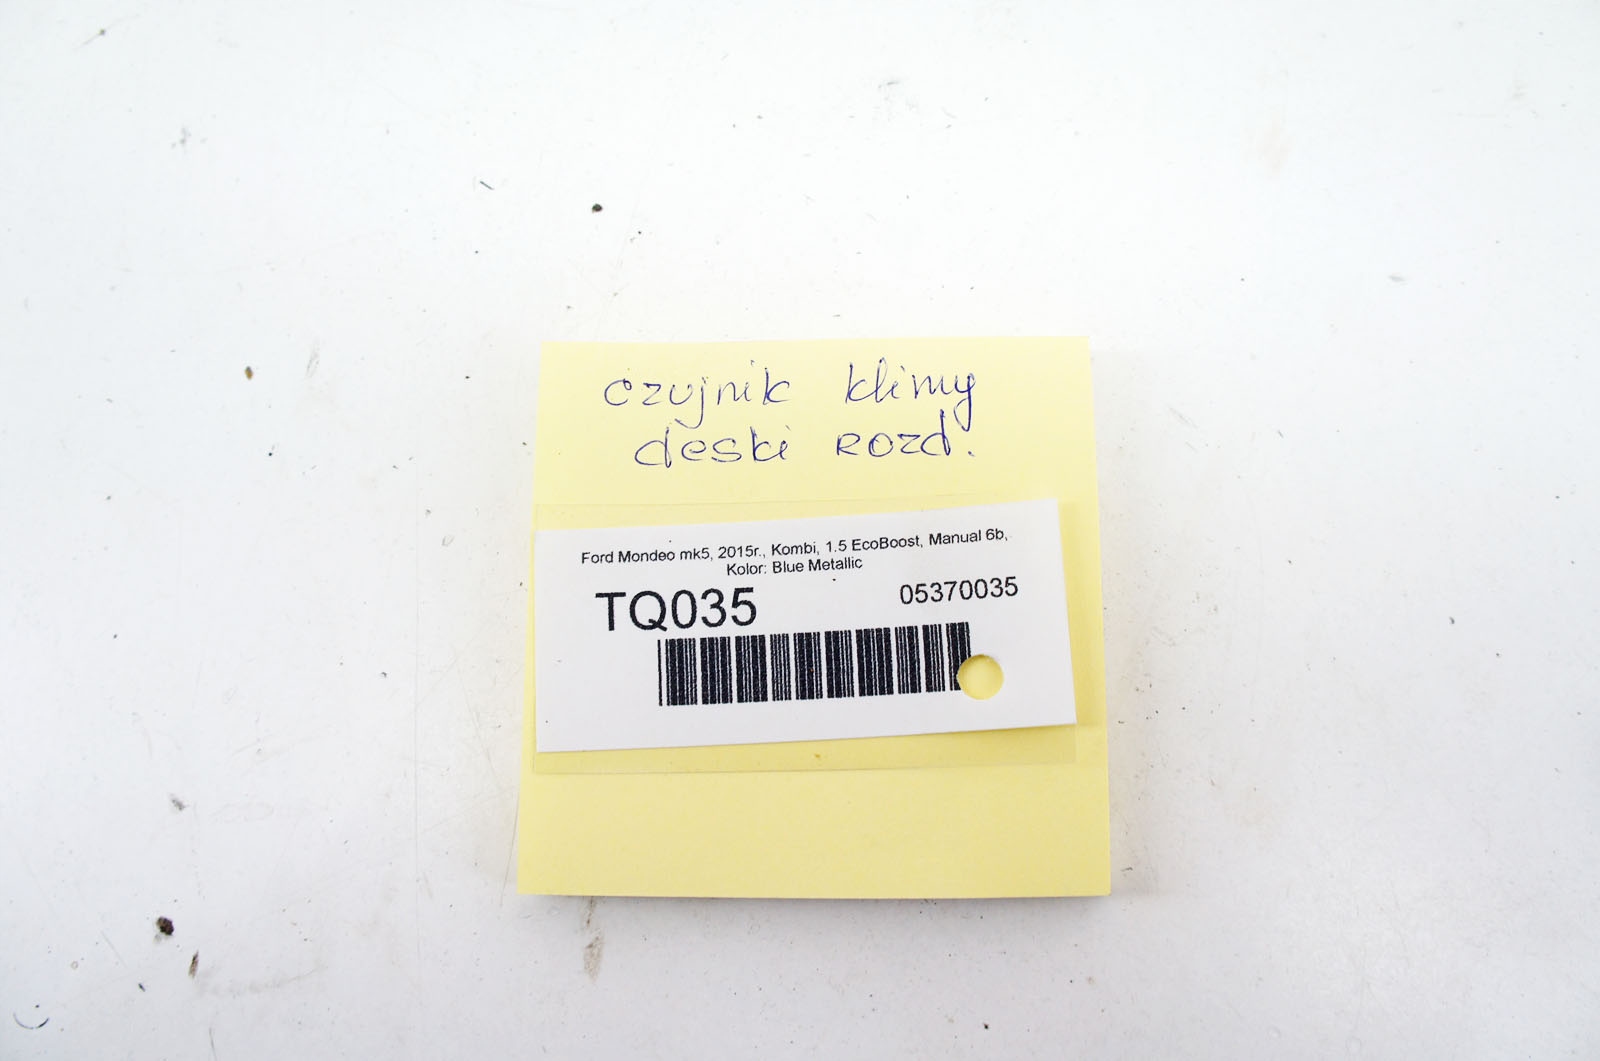 czujnik klimy
deski rozd.
Ford Mondeo mk5, 2015r., Kombi, 1.5 EcoBoost, Manual 6b,
Kolor: Blue Metallic
TQ035 05370035